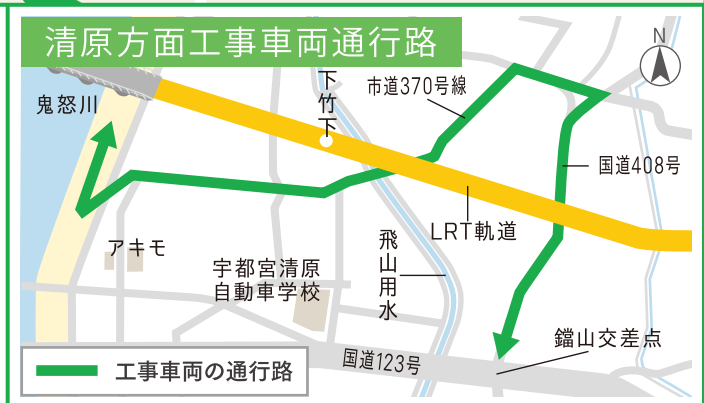 清原方面工事車両通行路
N
鬼怒川
下竹下
市道370号線
国道408号
LRT軌道
アキモ
宇都宮清原
自動車学校
飛山用水
鐺山交差点
国道123号
工事車両の通行路